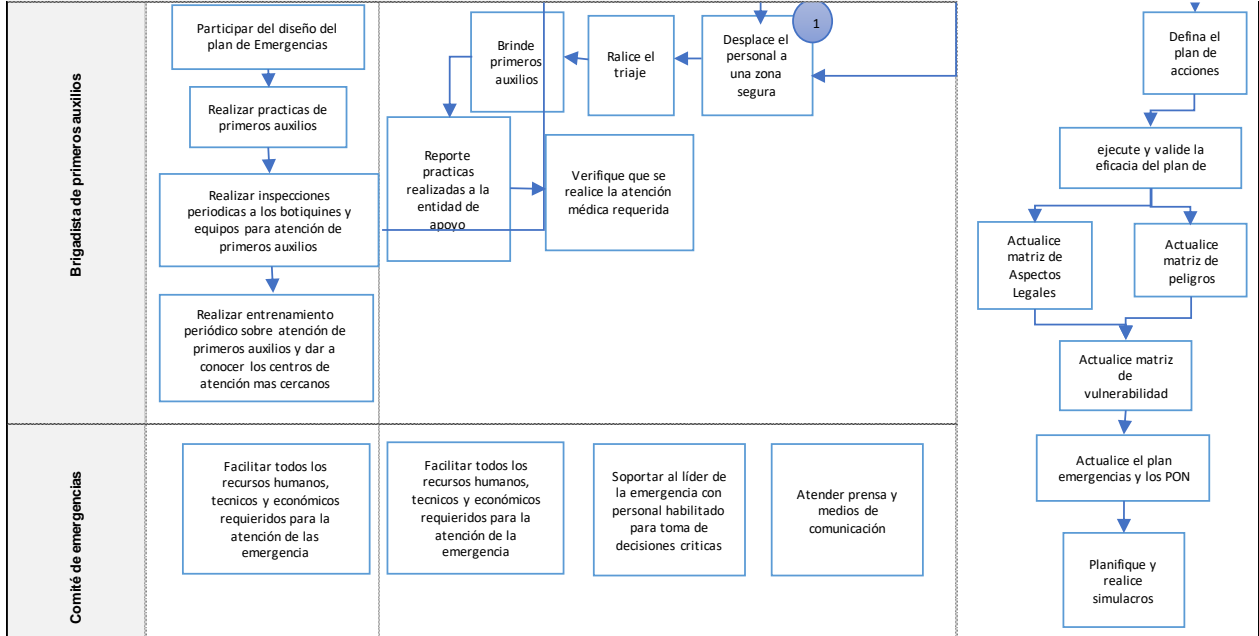 Brigadista de primeros auxilios
Participar del diseño del
plan de Emergencias
Realizar practicas de
primeros auxilios
Realizar inspecciones
periodicas a los botiquines y
equipos para atención de
primeros auxilios
Realizar entrenamiento
periódico sobre atención de
primeros auxilios y dar a
conocer los centros de
atención mas cercanos
1
Desplace el
personal a
una zona
segura
Ralice el
triaje
Brinde
primeros
auxilios
Reporte
practicas
realizadas a la
entidad de
apoyo
Verifique que se
realice la atención
médica requerida
Comité de emergencias
Facilitar todos los
recursos humanos,
tecnicos y económicos
requieridos para la
atención de las
emergencia
Facilitar todos los
recursos humanos,
tecnicos y económicos
requieridos para la
atención de la
emergencia
Soportar al líder de
la emergencia con
personal habilitado
para toma de
decisiones criticas
Atender prensa y
medios de
comunicación
Defina el
plan de
acciones
ejecute y valide la
eficacia del plan de
Actualice
matriz de
Aspectos
Legales
Actualice
matriz de
peligros
Actualice matriz
de
vulnerabilidad
Actualice el plan
emergencias y los PON
Planifique y
realice
simulacros